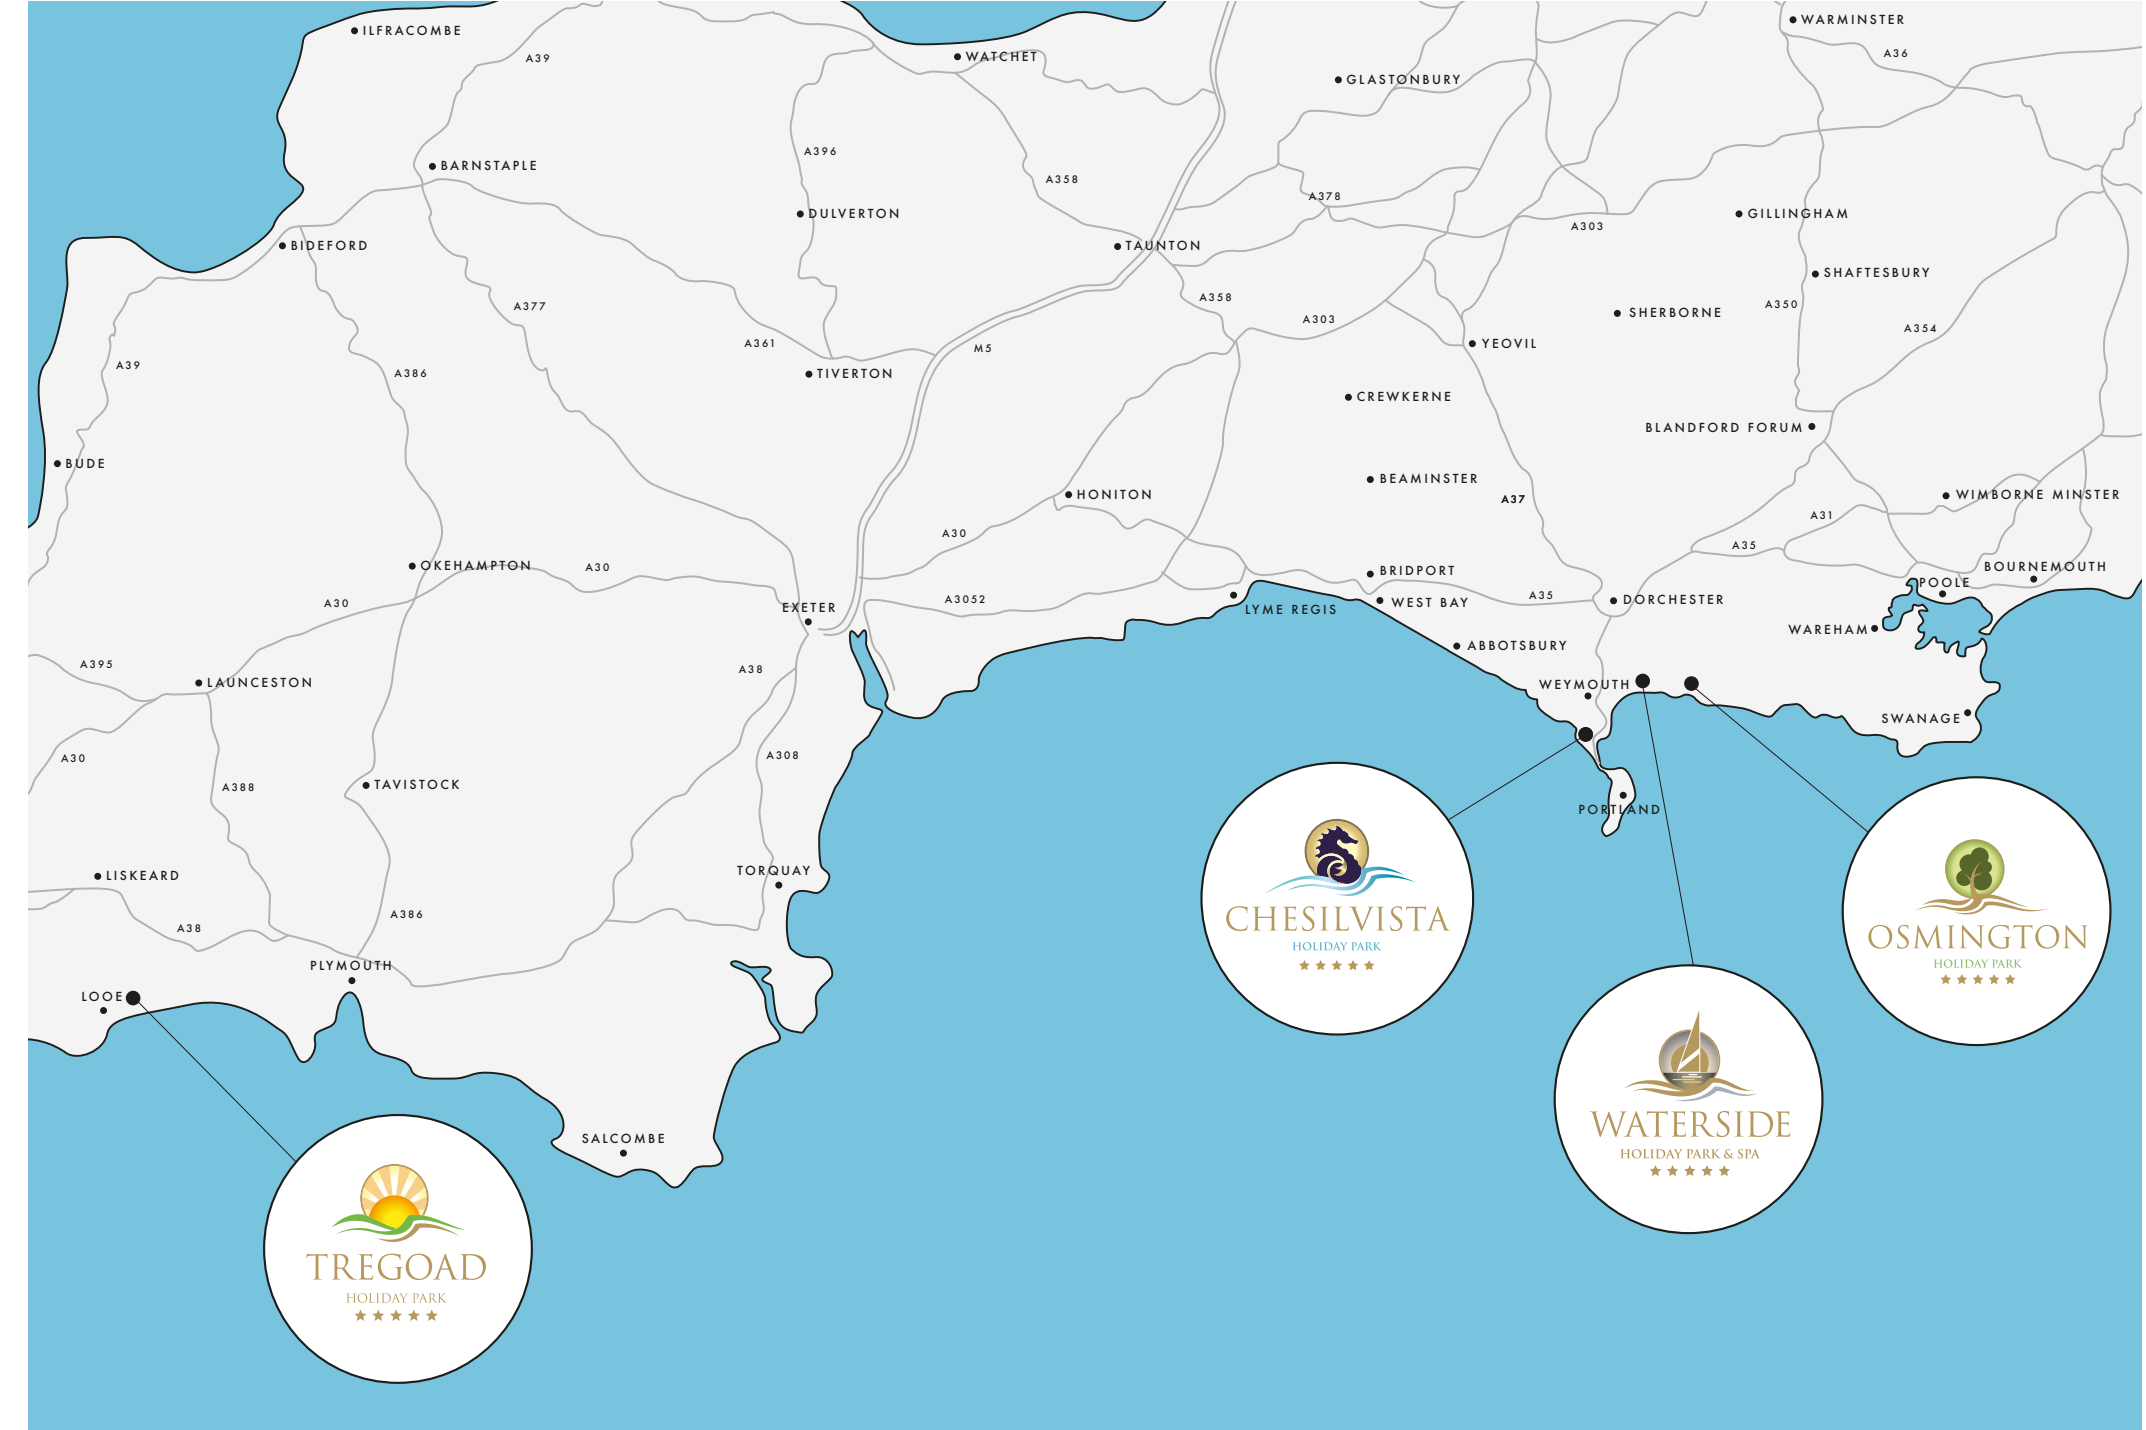 WARMINSTER
ILFRACOMBE
A36
WATCHET
A39
GLASTONBURY
A396
BARNSTAPLE
A358
A378
DULVERTON
GILLINGHAM
A303
BIDEFORD
TAUNTON
SHAFTESBURY
A358
A350
A377
SHERBORNE
A303
A354
A361
YEOVIL
M5
A39
A386
TIVERTON
CREWKERNE
BLANDFORD FORUM
BUDE
BEAMINSTER
HONITON
WIMBORNE MINSTER
A37
A31
A30
A35
OKEHAMPTON
A30
BRIDPORT
BOURNEMOUTH
POOLE
A35
A3052
DORCHESTER
WEST BAY
A30
EXETER
LYME REGIS
WAREHAM
ABBOTSBURY
A395
A38
LAUNCESTON
WEYMOUTH
SWANAGE
A308
A30
TAVISTOCK
A388
PORTLAND
TORQUAY
LISKEARD
A386
A38
PLYMOUTH
LOOE
SALCOMBE
CHESILVISTA
HOLIDAY PARK
OSMINGTON
HOLIDAY PARK
WATERSIDE
HOLIDAY PARK & SPA
TREGOAD
HOLIDAY PARK